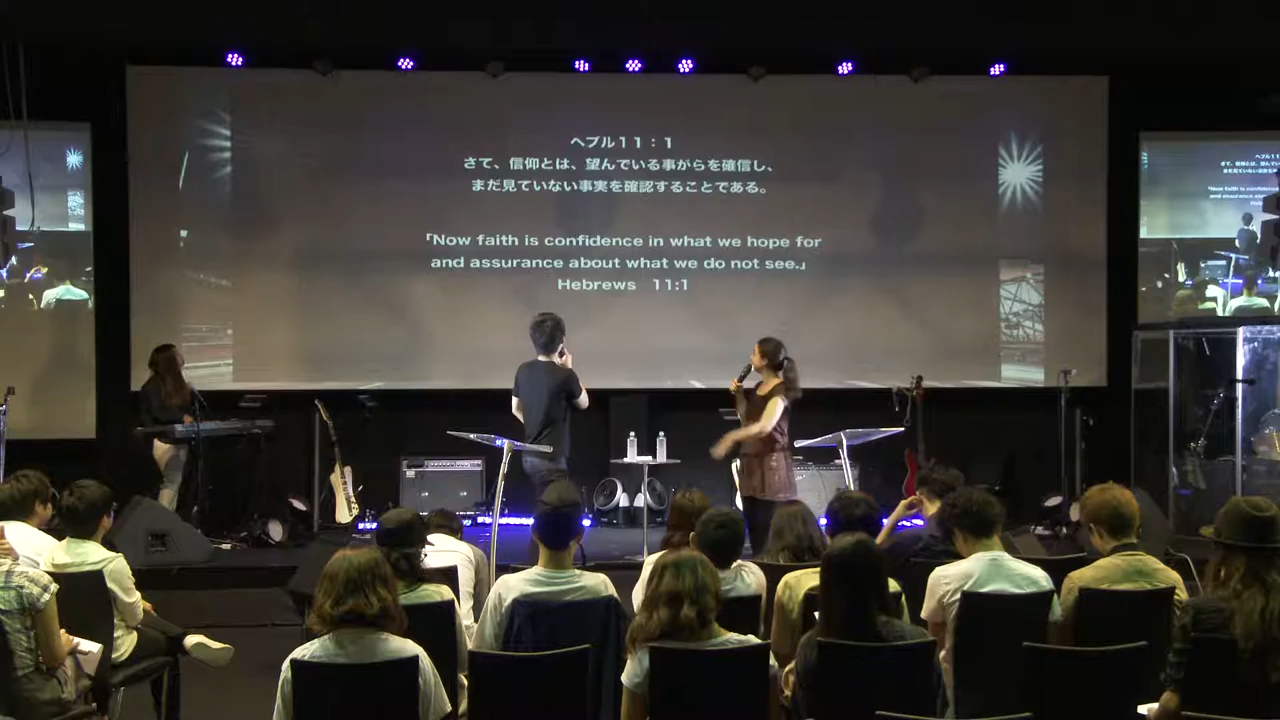 ヘブル11:1
さて、信仰とは、望んでいる事がらを確信し、
まだ見ていない事実を確認することである。
「Now faith is confidence in what we hope for
and assurance about what we do not see.」
Hebrews 11:1